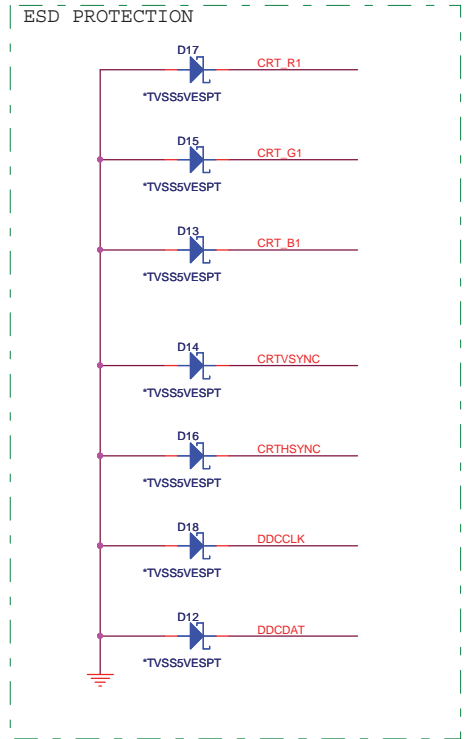 ESD PROTECTION
D17
CRT_R1
*TVSS5VESPT
D15
CRT_G1
*TVSS5VESPT
D13
CRT_B1
*TVSS5VESPT
D14
CRTVSYNC
*TVSS5VESPT
D16
CRTHSYNC
*TVSS5VESPT
D18
DDCCLK
*TVSS5VESPT
D12
DDCDAT
*TVSS5VESPT